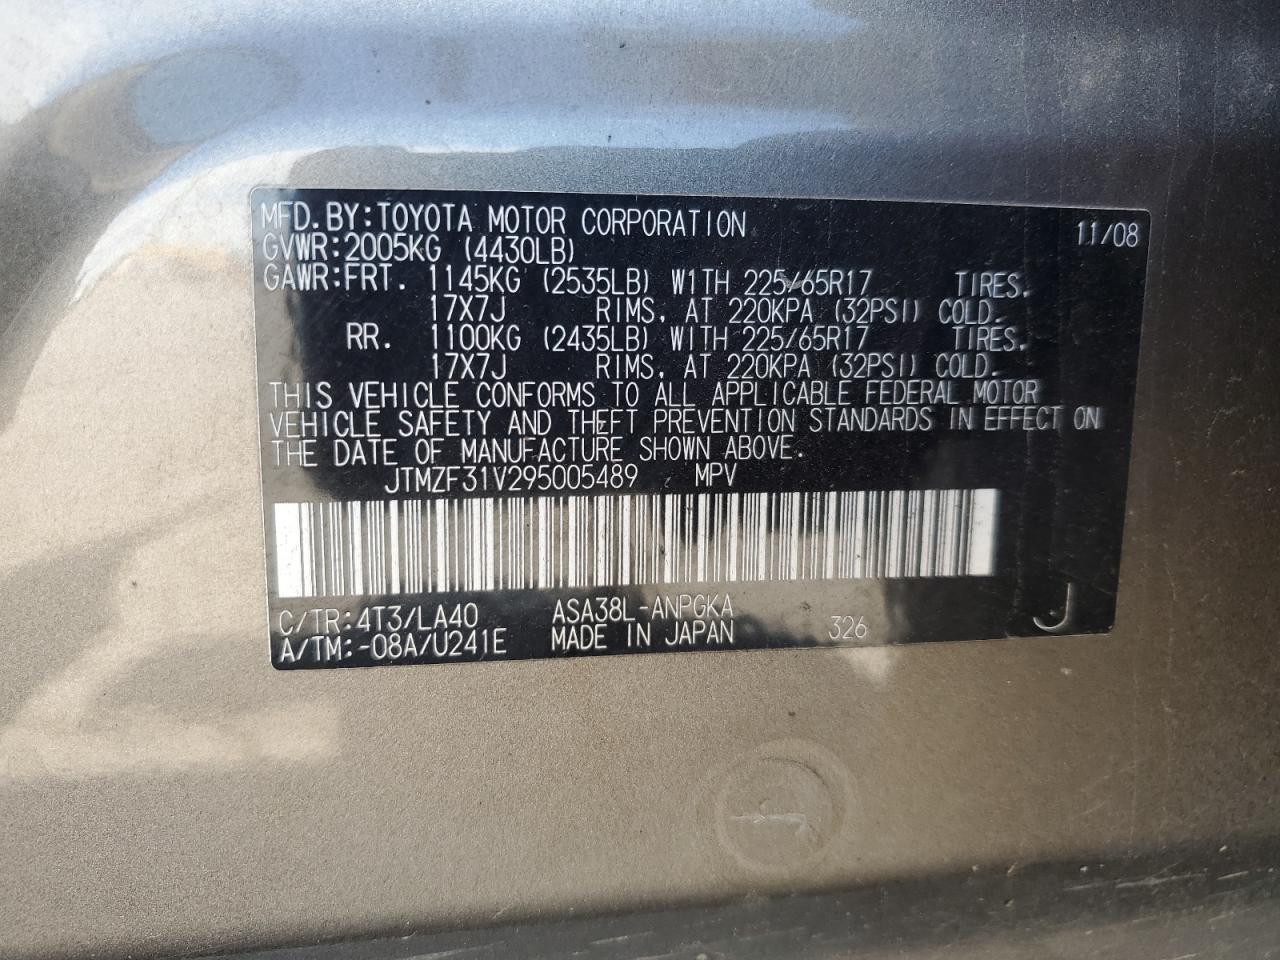 MFD.BY:TOYOTA MOTOR CORPORATION 11/08
GVWR:2005KG (4430LB)
GAWR:FRT. 1145KG (2535LB) WITH 225/65R17 TIRES,
17X7J RIMS, AT 220KPA (32PSI) COLD.
RR. 1100KG (2435LB) WITH 225/65R17 TIRES,
17X7J RIMS, AT 220KPA (32PSI) COLD.
THIS VEHICLE CONFORMS TO ALL APPLICABLE FEDERAL MOTOR
VEHICLE SAFETY AND THEFT PREVENTION STANDARDS IN EFFECT ON
THE DATE OF MANUFACTURE SHOWN ABOVE.
JTMZF31V295005489 MPV
C/TR:4T3/LA40 ASA38L-ANPGKA
A/TM:-08A/U241E MADE IN JAPAN 326 J